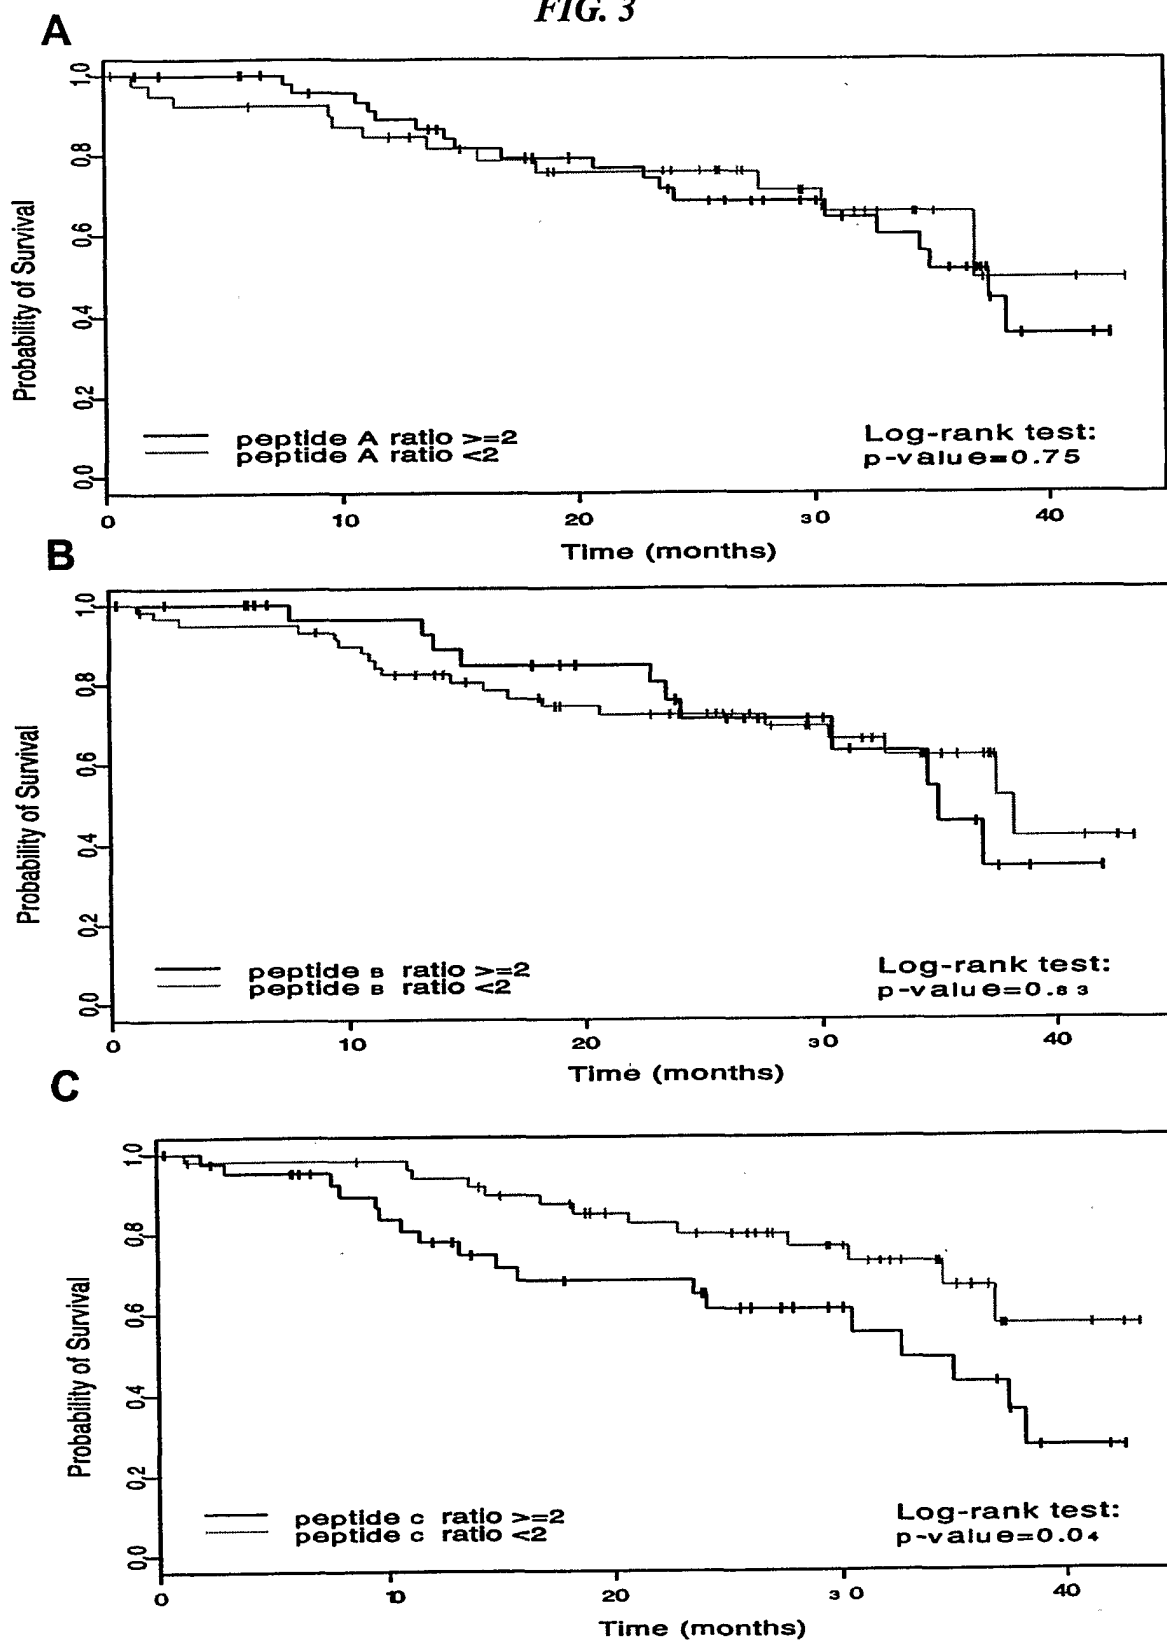 FIG. 3
A
Probability of Survival
1.0
0.8
0.6
0.4
0.2
0.0
peptide A ratio >=2
peptide A ratio <2
Log-rank test:
p-value=0.75
0 10 20 30 40
Time (months)
B
Probability of Survival
1.0
0.8
0.6
0.4
0.2
0.0
peptide B ratio >=2
peptide B ratio <2
Log-rank test:
p-value=0.83
0 10 20 30 40
Time (months)
C
Probability of Survival
1.0
0.8
0.6
0.4
0.2
0.0
peptide C ratio >=2
peptide C ratio <2
Log-rank test:
p-value=0.04
0 10 20 30 40
Time (months)